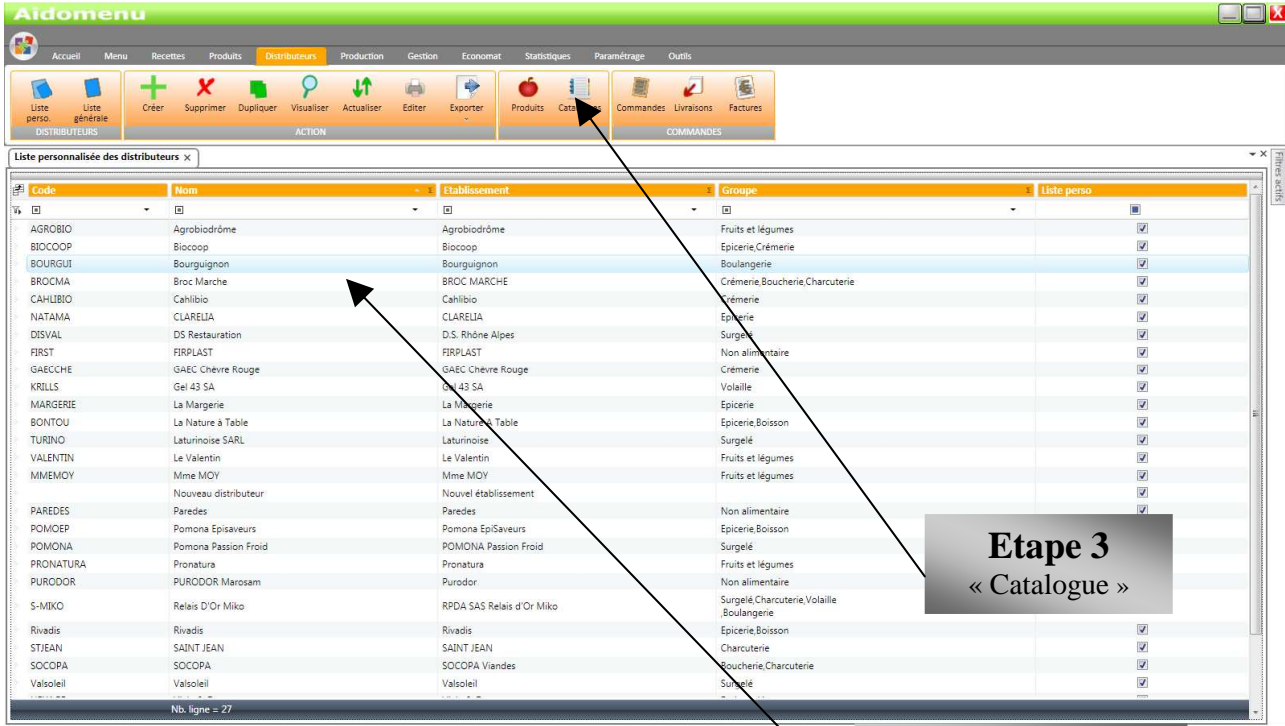 Aidomenu
Accueil Menu Recettes Produits Distributeurs Production Gestion Economat Statistiques Paramétrage Outils
Liste perso. Liste générale Créer Supprimer Dupliquer Visualiser Actualiser Editer Exporter Produits Commandes Livraisons Factures
DISTRIBUTEURS ACTION COMMANDES
Liste personnalisée des distributeurs x
Filtres actifs
Code Nom Etablissement Groupe Liste perso
AGROBIO Agrobiodrôme Agrobiodrôme Fruits et légumes
BIOCOOP Biocoop Biocoop Epicerie,Crémerie
BOURGUI Bourguignon Bourguignon Boulangerie
BROCMA Broc Marche BROC MARCHE Crémerie,Boucherie,Charcuterie
CAHLIBIO Cahlibio Cahlibio Crémerie
NATAMA CLARELIA CLARELIA Epicerie
DISVAL DS Restauration D.S. Rhône Alpes Surgelé
FIRST FIRPLAST FIRPLAST Non alimentaire
GAECCHE GAEC Chèvre Rouge GAEC Chèvre Rouge Crémerie
KRILLS Gel 43 SA Gel 43 SA Volaille
MARGERIE La Margerie La Margerie Epicerie
BONTOU La Nature à Table La Nature A Table Epicerie,Boisson
TURINO Laturinoise SARL Laturinoise Surgelé
VALENTIN Le Valentin Le Valentin Fruits et légumes
MMEMOY Mme MOY Mme MOY Fruits et légumes
Nouveau distributeur Nouvel établissement
PAREDES Paredes Paredes Non alimentaire
POMOEP Pomona Episaveurs Pomona EpiSaveurs Epicerie,Boisson
POMONA Pomona Passion Froid POMONA Passion Froid Surgelé
PRONATURA Pronatura Pronatura Fruits et légumes
PURODOR PURODOR Marosam Purodor Non alimentaire
S-MIKO Relais D'Or Miko RPDA SAS Relais d'Or Miko Surgelé,Charcuterie,Volaille
,Boulangerie
Rivadis Rivadis Rivadis Epicerie,Boisson
STJEAN SAINT JEAN SAINT JEAN Charcuterie
SOCOPA SOCOPA SOCOPA Viandes Boucherie,Charcuterie
Valsoleil Valsoleil Valsoleil Surgelé
Nb. ligne = 27
Etape 3
« Catalogue »